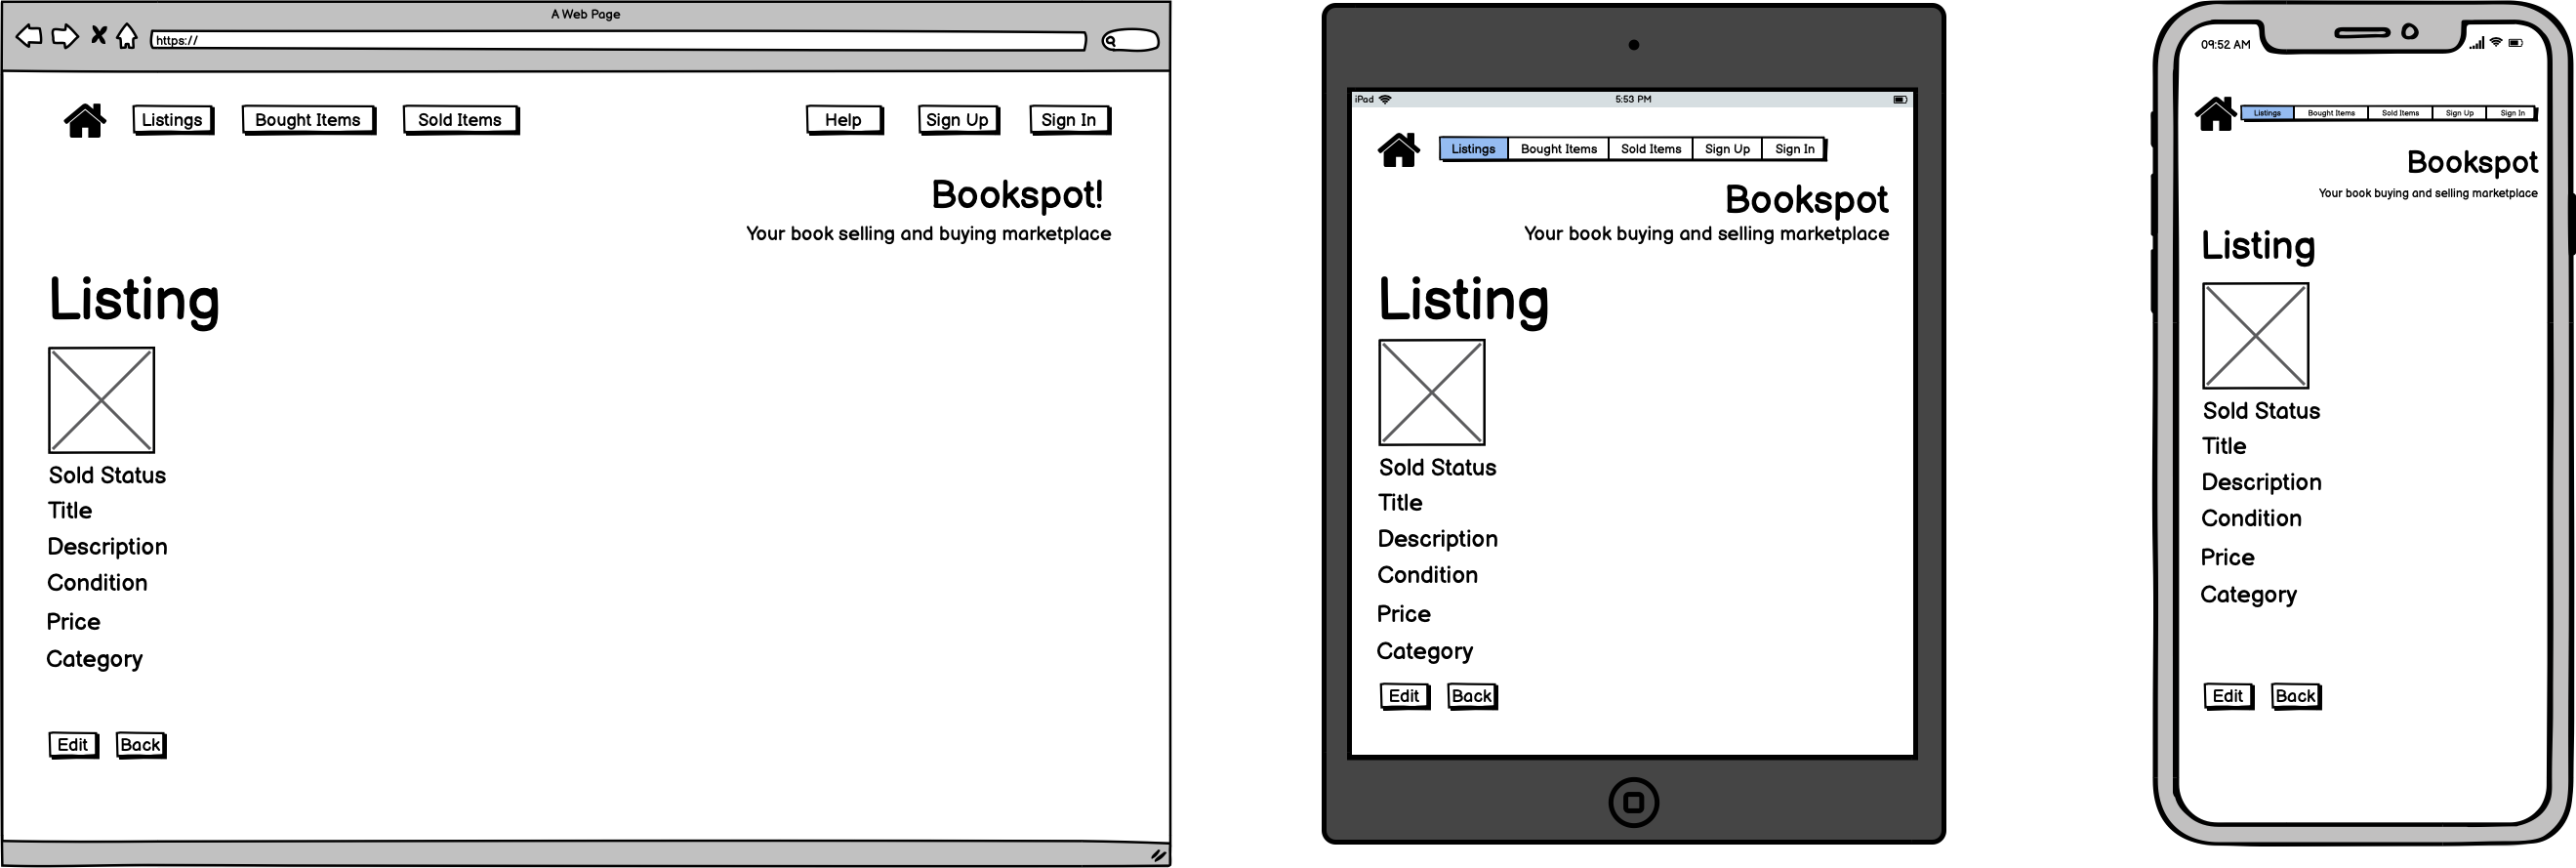 A Web Page
https://
Listings Bought Items Sold Items Help Sign Up Sign In
Bookspot!
Your book selling and buying marketplace
Listing
Sold Status
Title
Description
Condition
Price
Category
Edit Back
iPad 5:53 PM
Listings Bought Items Sold Items Sign Up Sign In
Bookspot
Your book buying and selling marketplace
Listing
Sold Status
Title
Description
Condition
Price
Category
Edit Back
09:52 AM
Listings Bought Items Sold Items Sign Up Sign In
Bookspot
Your book buying and selling marketplace
Listing
Sold Status
Title
Description
Condition
Price
Category
Edit Back